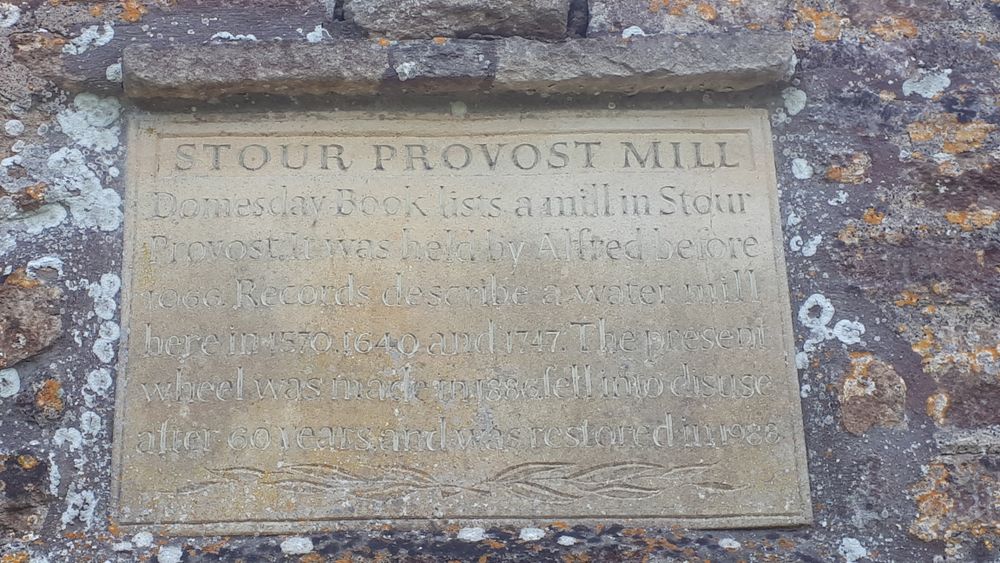 STOUR PROVOST MILL
Domesday Book lists a mill in Stour
Provost. It was held by Alfred before
1066. Records describe a water mill
here in 1570, 1640 and 1747. The present
wheel was made in 1886, fell into disuse
after 60 years, and was restored in 1988